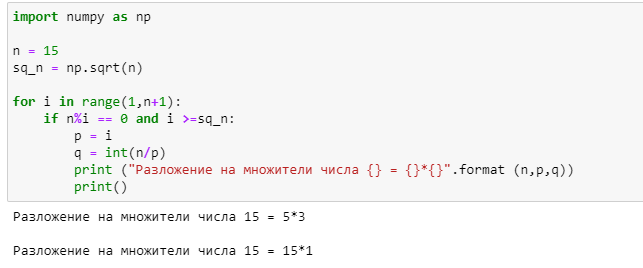 import numpy as np
n = 15
sq_n = np.sqrt(n)
for i in range(1,n+1):
    if n%i == 0 and i >=sq_n:
        p = i
        q = int(n/p)
        print ("Разложение на множители числа {} = {}*{}".format (n,p,q))
        print()
Разложение на множители числа 15 = 5*3
Разложение на множители числа 15 = 15*1